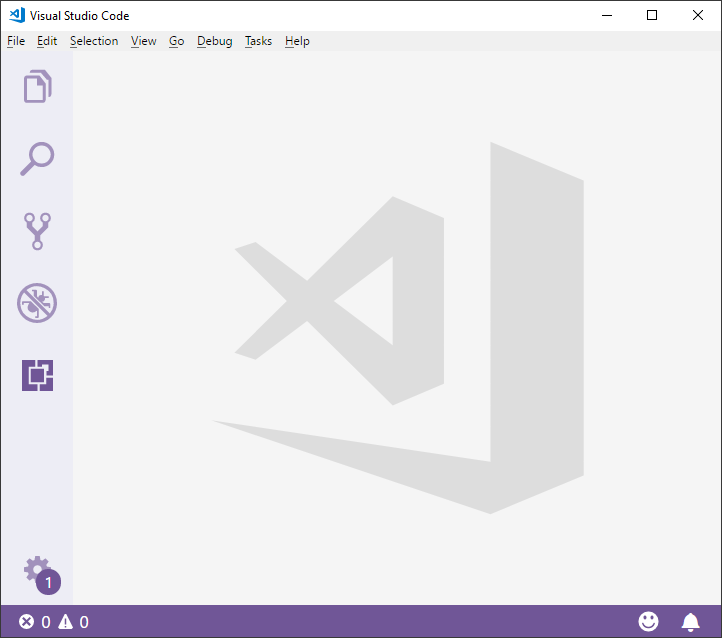 Visual Studio Code
File Edit Selection View Go Debug Tasks Help
1
0 0